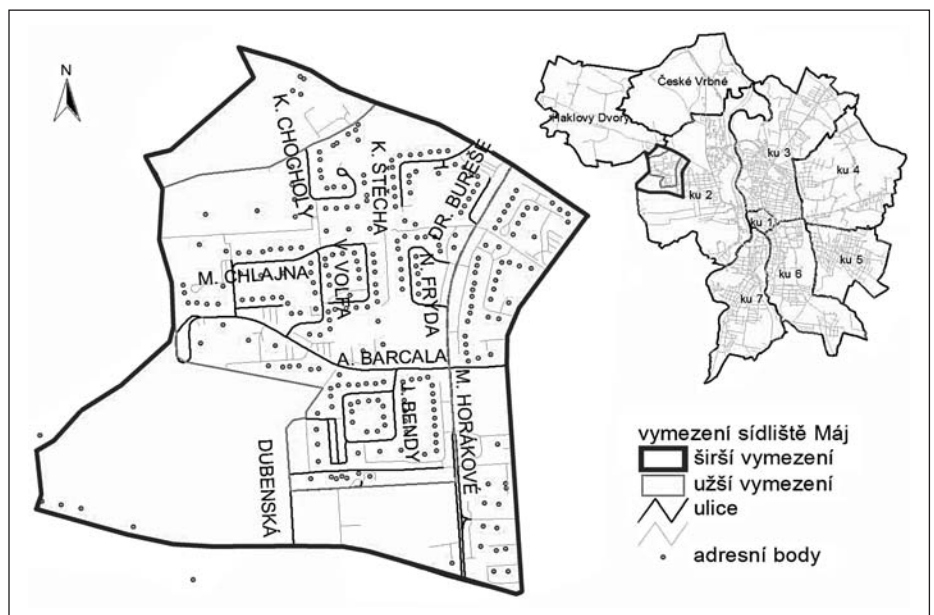 N
K. CHOCHOLY
K. ŠTĚCHA
DR. BUREŠE
M. CHLAJNA
V. VOLFA
N. FRÝDA
A. BARCALA
J. BENDY
M. HORÁKOVÉ
DUBENSKÁ
České Vrbné
Haklovy Dvory
ku 3
ku 4
ku 2
ku 1
ku 5
ku 6
ku 7
vymezení sídliště Máj
širší vymezení
užší vymezení
ulice
adresní body